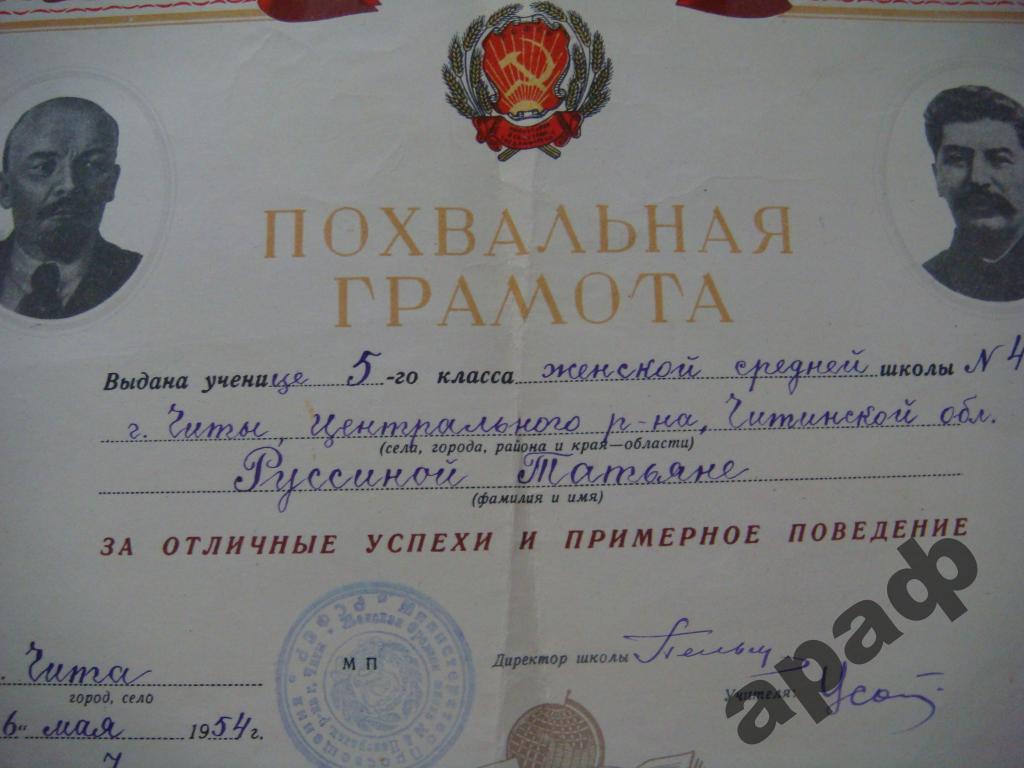 ПОХВАЛЬНАЯ
ГРАМОТА
Выдана ученице 5-го класса женской средней школы N 4
г. Читы, Центрального р-на, Читинской обл.
(села, города, района и края—области)
Руссиной Татьяне
(фамилия и имя)
ЗА ОТЛИЧНЫЕ УСПЕХИ И ПРИМЕРНОЕ ПОВЕДЕНИЕ
. Чита
город, село
6" мая 1954 г.
МП
Директор школы
Учителя:
араф